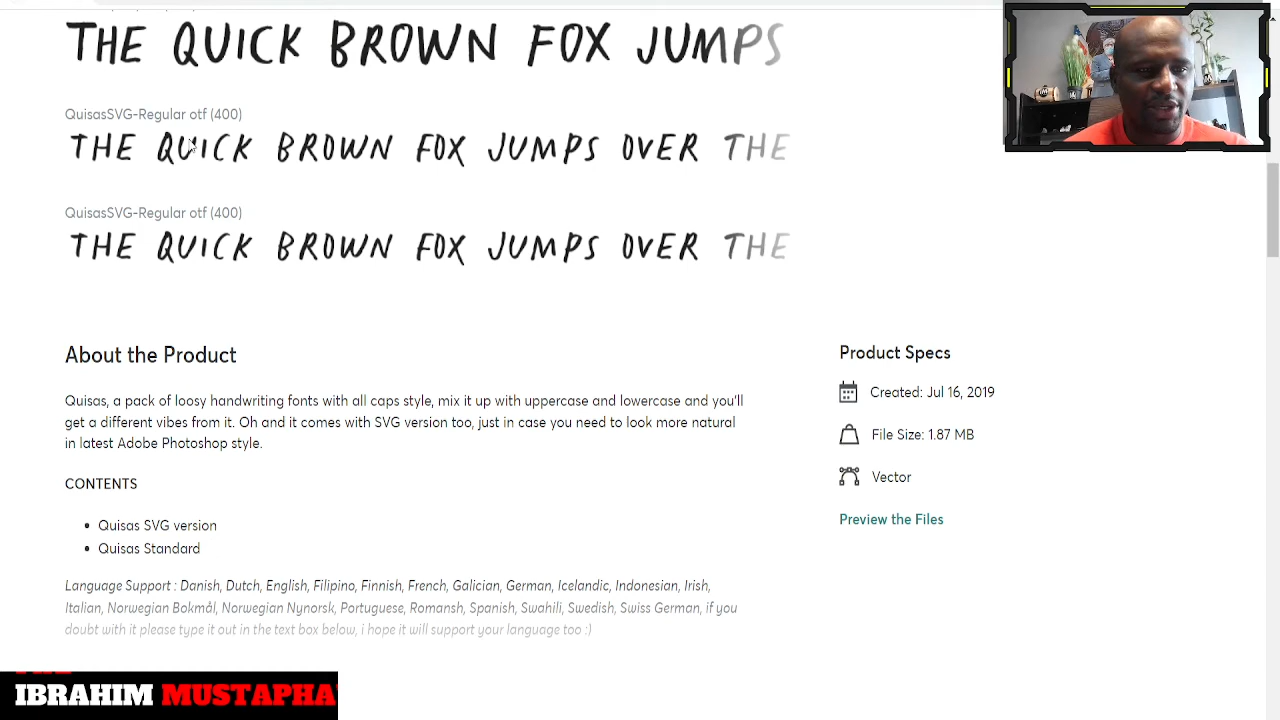 THE QUICK BROWN FOX JUMPS
QuisasSVG-Regular otf (400)
THE QUICK BROWN FOX JUMPS OVER THE
QuisasSVG-Regular otf (400)
THE QUICK BROWN FOX JUMPS OVER THE
About the Product
Quisas, a pack of loosy handwriting fonts with all caps style, mix it up with uppercase and lowercase and you'll
get a different vibes from it. Oh and it comes with SVG version too, just in case you need to look more natural
in latest Adobe Photoshop style.
CONTENTS
Quisas SVG version
Quisas Standard
Language Support : Danish, Dutch, English, Filipino, Finnish, French, Galician, German, Icelandic, Indonesian, Irish,
Italian, Norwegian Bokmål, Norwegian Nynorsk, Portuguese, Romansh, Spanish, Swahili, Swedish, Swiss German, if you
doubt with it please type it out in the text box below, i hope it will support your language too :)
Product Specs
Created: Jul 16, 2019
File Size: 1.87 MB
Vector
Preview the Files
IBRAHIM MUSTAPHA